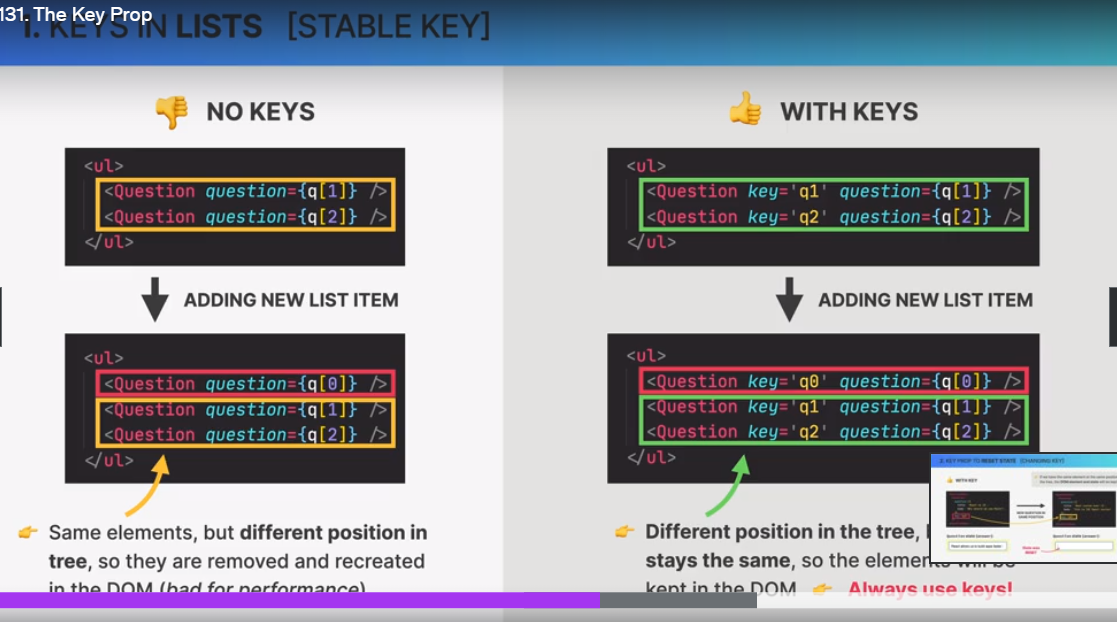 131. The Key Prop
1. KEYS IN LISTS [STABLE KEY]
NO KEYS
<ul>
<Question question={q[1]} />
<Question question={q[2]} />
</ul>
ADDING NEW LIST ITEM
<ul>
<Question question={q[0]} />
<Question question={q[1]} />
<Question question={q[2]} />
</ul>
Same elements, but different position in
tree, so they are removed and recreated
in the DOM (bad for performance)
WITH KEYS
<ul>
<Question key='q1' question={q[1]} />
<Question key='q2' question={q[2]} />
</ul>
ADDING NEW LIST ITEM
<ul>
<Question key='q0' question={q[0]} />
<Question key='q1' question={q[1]} />
<Question key='q2' question={q[2]} />
</ul>
Different position in the tree,
stays the same, so the elements will be
kept in the DOM Always use keys!
2. KEY PROP TO RESET STATE [CHANGING KEY]
WITH KEY